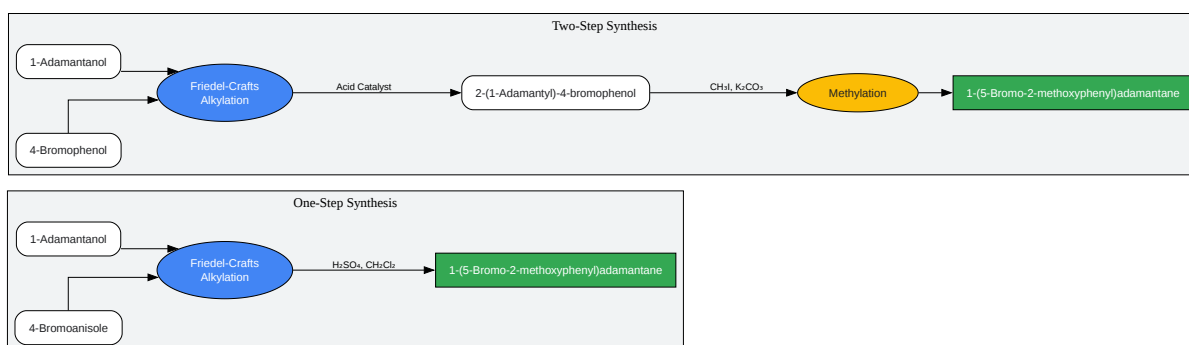 Two-Step Synthesis
1-Adamantanol
Friedel-Crafts
Alkylation
Acid Catalyst
2-(1-Adamantyl)-4-bromophenol
CH₃I, K₂CO₃
Methylation
1-(5-Bromo-2-methoxyphenyl)adamantane
4-Bromophenol
One-Step Synthesis
1-Adamantanol
Friedel-Crafts
Alkylation
H₂SO₄, CH₂Cl₂
1-(5-Bromo-2-methoxyphenyl)adamantane
4-Bromoanisole